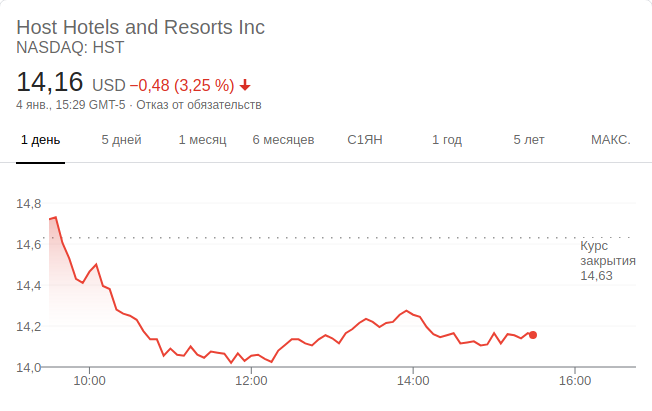 Host Hotels and Resorts Inc
NASDAQ: HST
14,16 USD −0,48 (3,25 %)
4 янв., 15:29 GMT-5 · Отказ от обязательств
1 день 5 дней 1 месяц 6 месяцев С1ЯН 1 год 5 лет МАКС.
14,8
14,6
14,4
14,2
14,0
Курс
закрытия
14,63
10:00 12:00 14:00 16:00